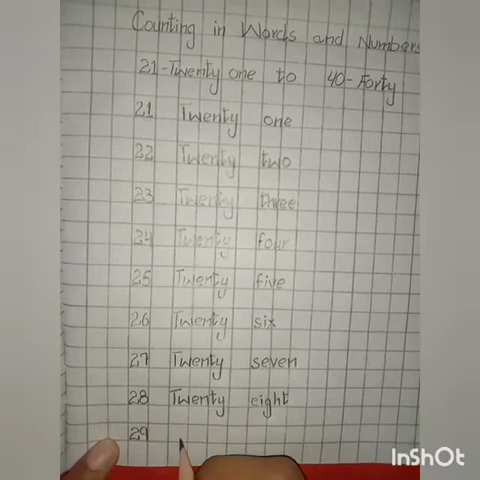 Counting in Words and Numbers
21-Twenty one to 40-Forty
21 Twenty one
22 Twenty two
23 Twenty three
24 Twenty four
25 Twenty five
26 Twenty six
27 Twenty seven
28 Twenty eight
29
InShOt